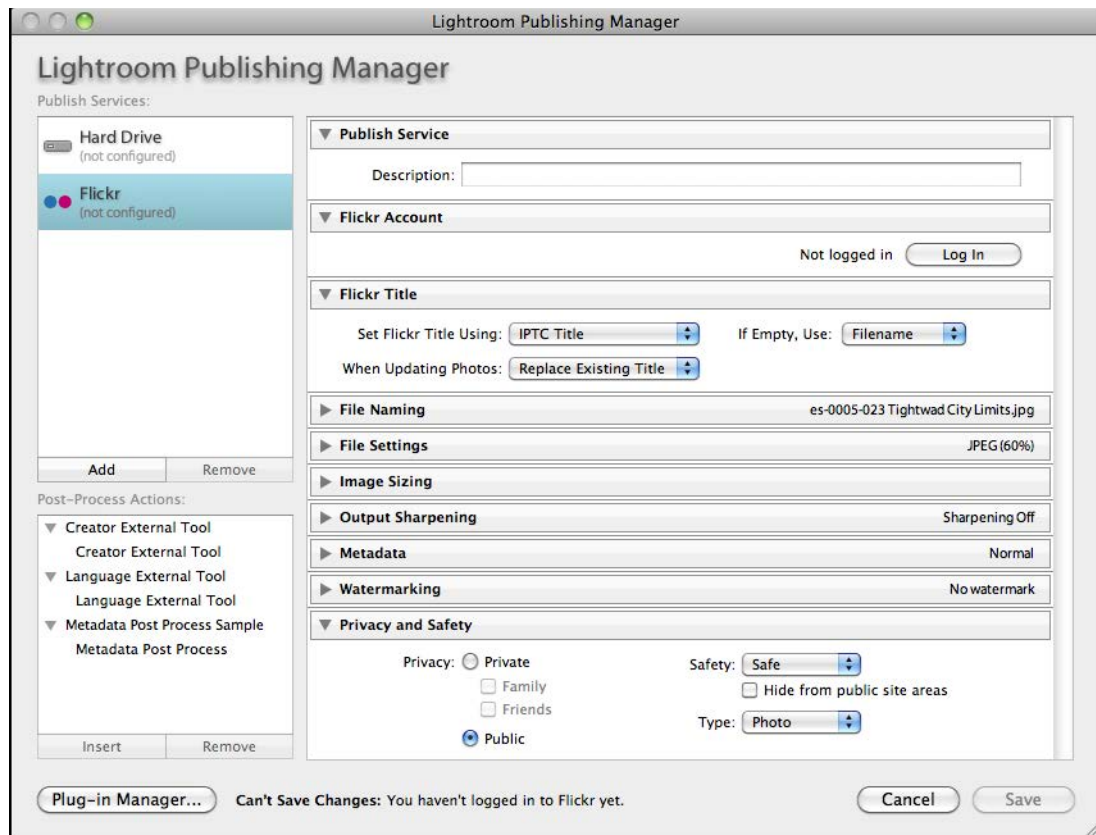 Lightroom Publishing Manager
Lightroom Publishing Manager
Publish Services:
Hard Drive
(not configured)
Flickr
(not configured)
Add Remove
Post-Process Actions:
Creator External Tool
Creator External Tool
Language External Tool
Language External Tool
Metadata Post Process Sample
Metadata Post Process
Insert Remove
Publish Service
Description:
Flickr Account
Not logged in Log In
Flickr Title
Set Flickr Title Using: IPTC Title If Empty, Use: Filename
When Updating Photos: Replace Existing Title
File Naming es-0005-023 Tightwad City Limits.jpg
File Settings JPEG (60%)
Image Sizing
Output Sharpening Sharpening Off
Metadata Normal
Watermarking No watermark
Privacy and Safety
Privacy: Private Safety: Safe
Family Hide from public site areas
Friends
Type: Photo
Public
Plug-in Manager... Can't Save Changes: You haven't logged in to Flickr yet. Cancel Save